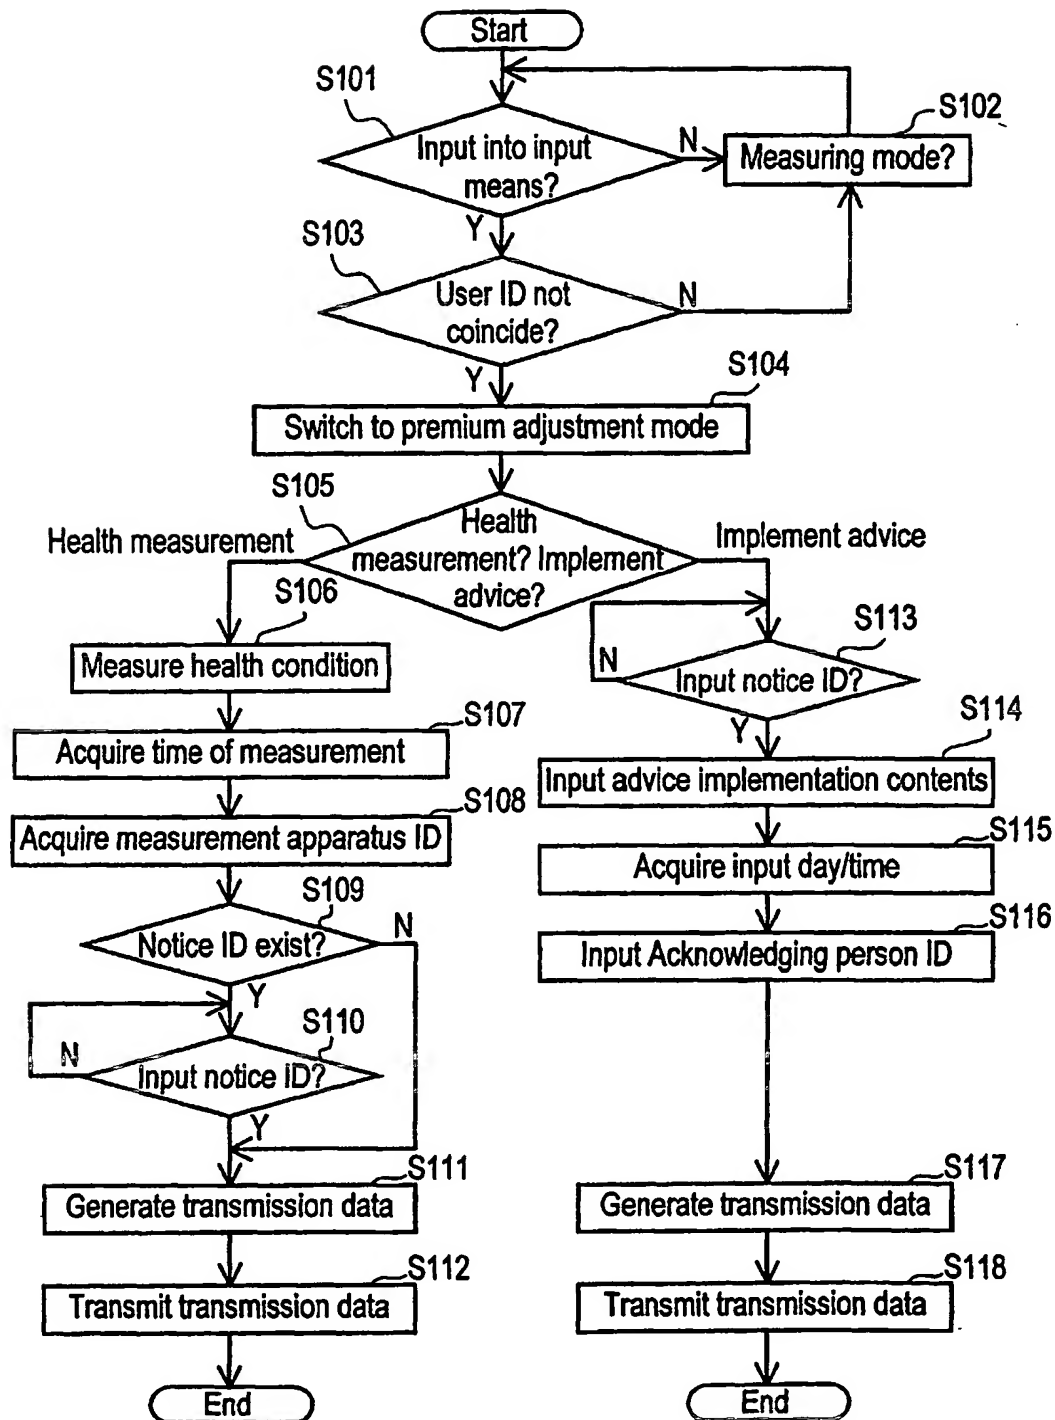 Start
S101
Input into input
means?
N
S102
Measuring mode?
Y
S103
User ID not
coincide?
N
Y
S104
Switch to premium adjustment mode
S105
Health
measurement? Implement
advice?
Health measurement
Implement advice
S106
Measure health condition
S107
Acquire time of measurement
S108
Acquire measurement apparatus ID
S109
Notice ID exist?
N
Y
S110
N
Input notice ID?
Y
S111
Generate transmission data
S112
Transmit transmission data
End
S113
N
Input notice ID?
Y
S114
Input advice implementation contents
S115
Acquire input day/time
S116
Input Acknowledging person ID
S117
Generate transmission data
S118
Transmit transmission data
End